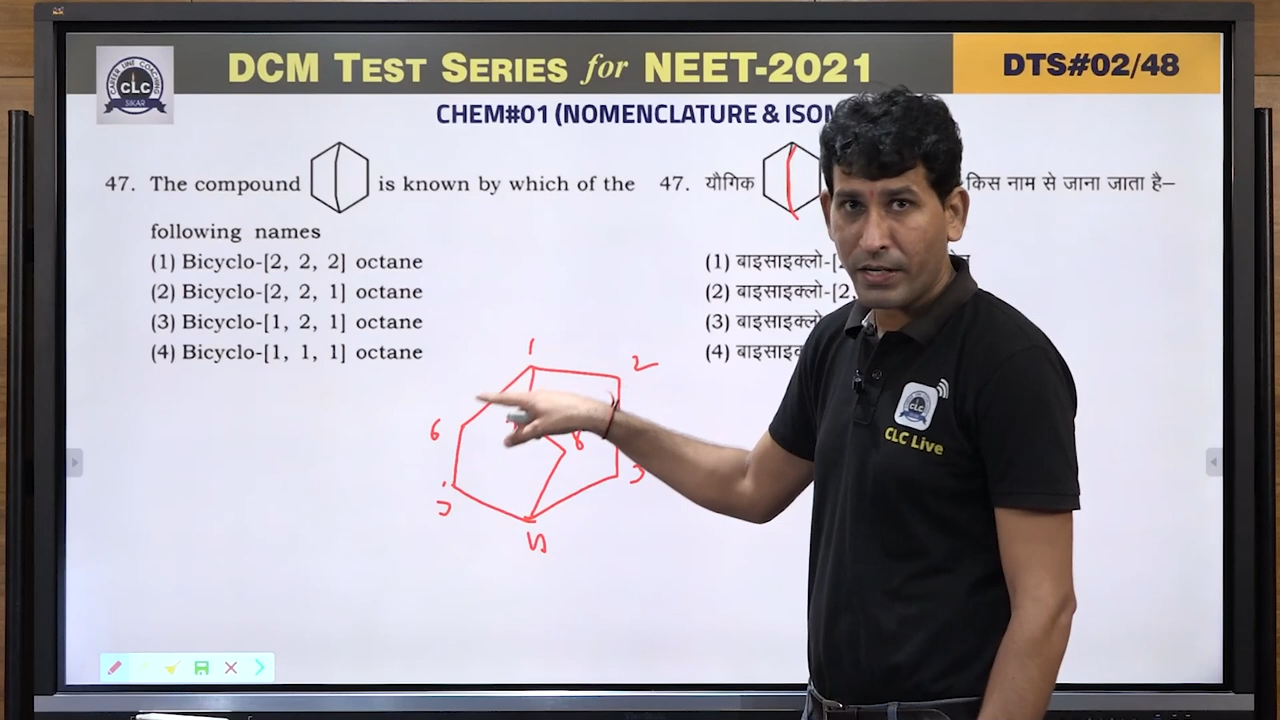 DCM TEST SERIES for NEET-2021
DTS#02/48
CAREER LINE COACHING
CLC
SIKAR
CHEM#01 (NOMENCLATURE & ISOM
47. The compound is known by which of the
following names
(1) Bicyclo-[2, 2, 2] octane
(2) Bicyclo-[2, 2, 1] octane
(3) Bicyclo-[1, 2, 1] octane
(4) Bicyclo-[1, 1, 1] octane
47. यौगिक किस नाम से जाना जाता है–
(1) बाइसाइक्लो-[
(2) बाइसाइक्लो-[2,
(3) बाइसाइक्लो-
(4)
1
2
6
8
3
5
CLC
CLC Live